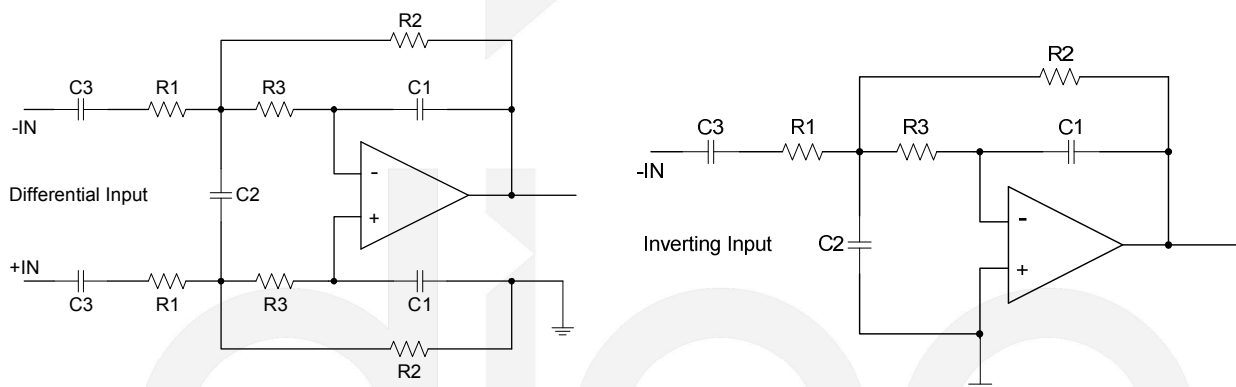 R2
C3
R1
R3
C1
-IN
-
Differential Input
C2
+
+IN
C3
R1
R3
C1
R2
R2
C3
R1
R3
C1
-IN
-
Inverting Input
C2
+